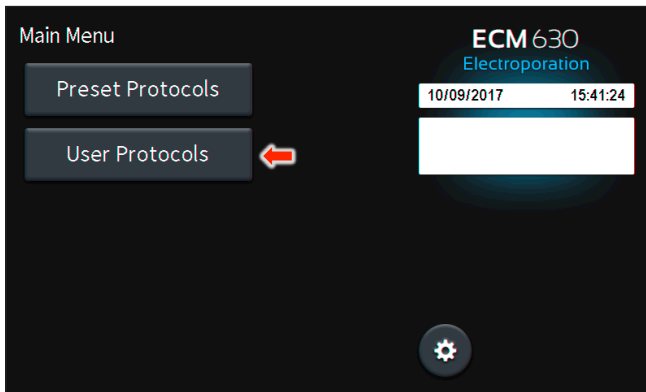 Main Menu
Preset Protocols
User Protocols
ECM 630
Electroporation
10/09/2017 15:41:24